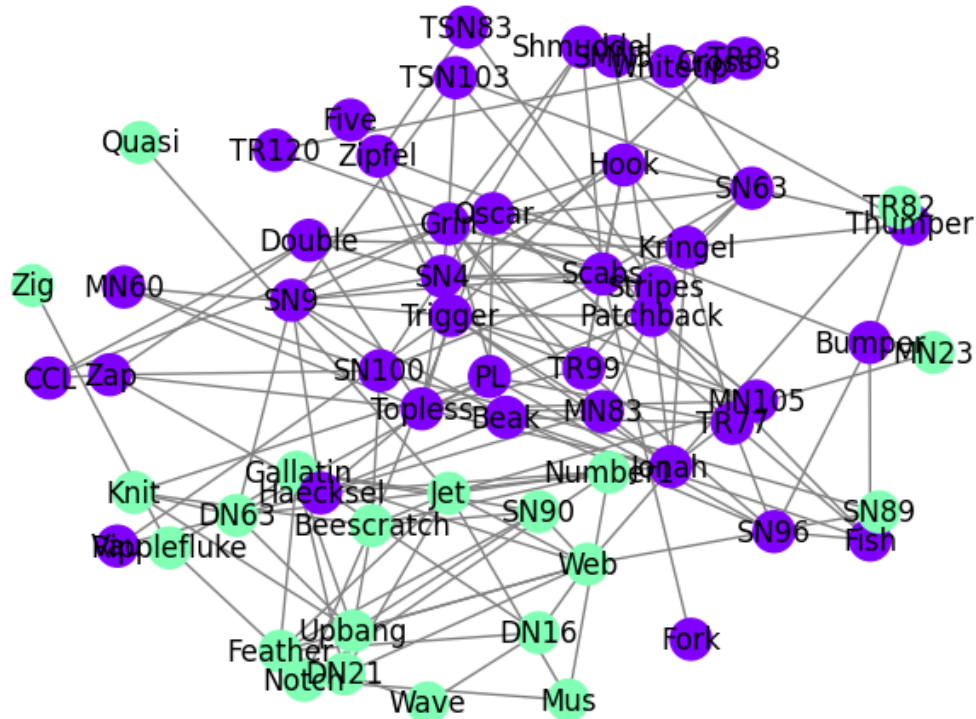 TSN83
Shmuddel
SMN5
Whitetip
Cross
TR88
TSN103
Five
Quasi
TR120
Zipfel
Hook
SN63
TR82
Thumper
Oscar
Grin
Double
Kringel
Zig
MN60
SN9
SN4
Scabs
Stripes
Trigger
Patchback
Bumper
MN23
CCL
Zap
SN100
PL
TR99
Topless
Beak
MN83
MN105
TR77
Gallatin
Number1
Jonah
Knit
Haecksel
Jet
DN63
Beescratch
SN90
SN89
Vau
Ripplefluke
SN96
Fish
Web
Upbang
DN16
Fork
Feather
Notch
DN21
Wave
Mus